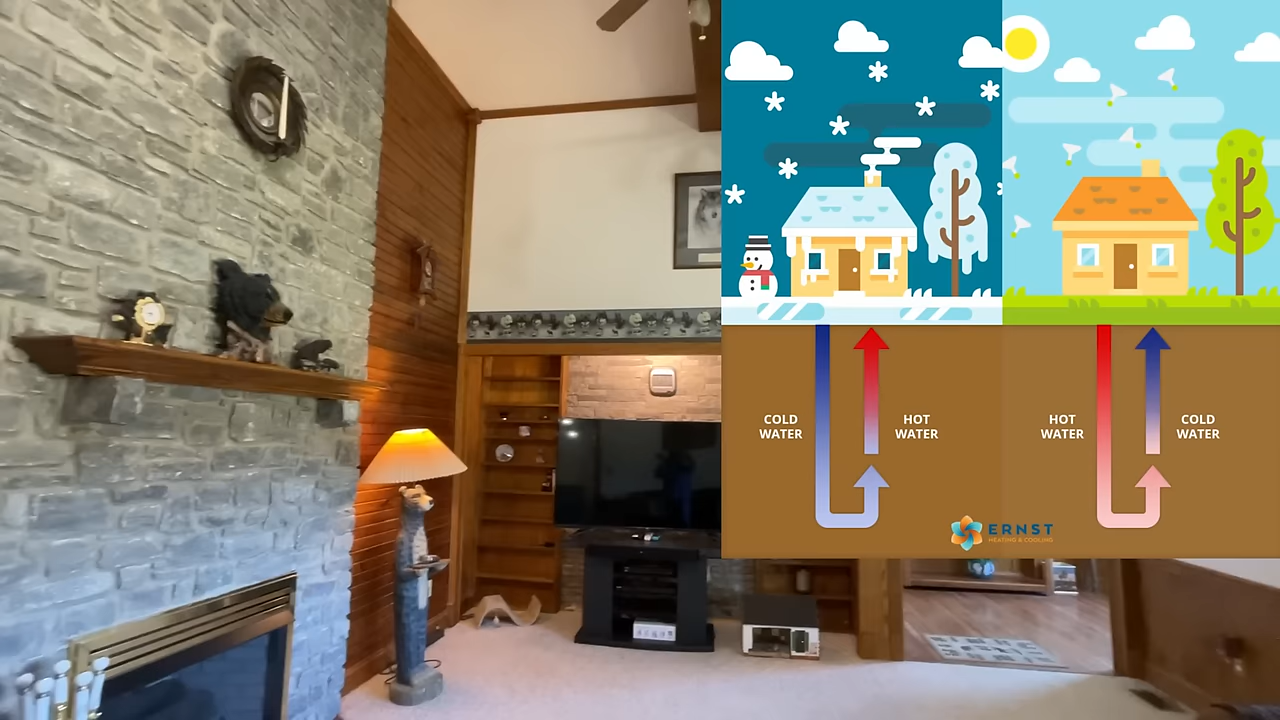 COLD
WATER
HOT
WATER
HOT
WATER
COLD
WATER
ERNST
HEATING & COOLING